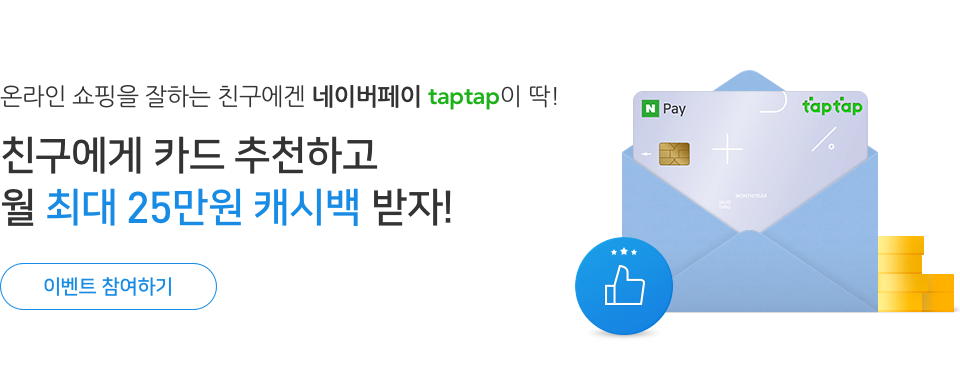 온라인 쇼핑을 잘하는 친구에겐 네이버페이 taptap이 딱!
친구에게 카드 추천하고
월 최대 25만원 캐시백 받자!
이벤트 참여하기
N Pay
taptap
MONTH/YEAR